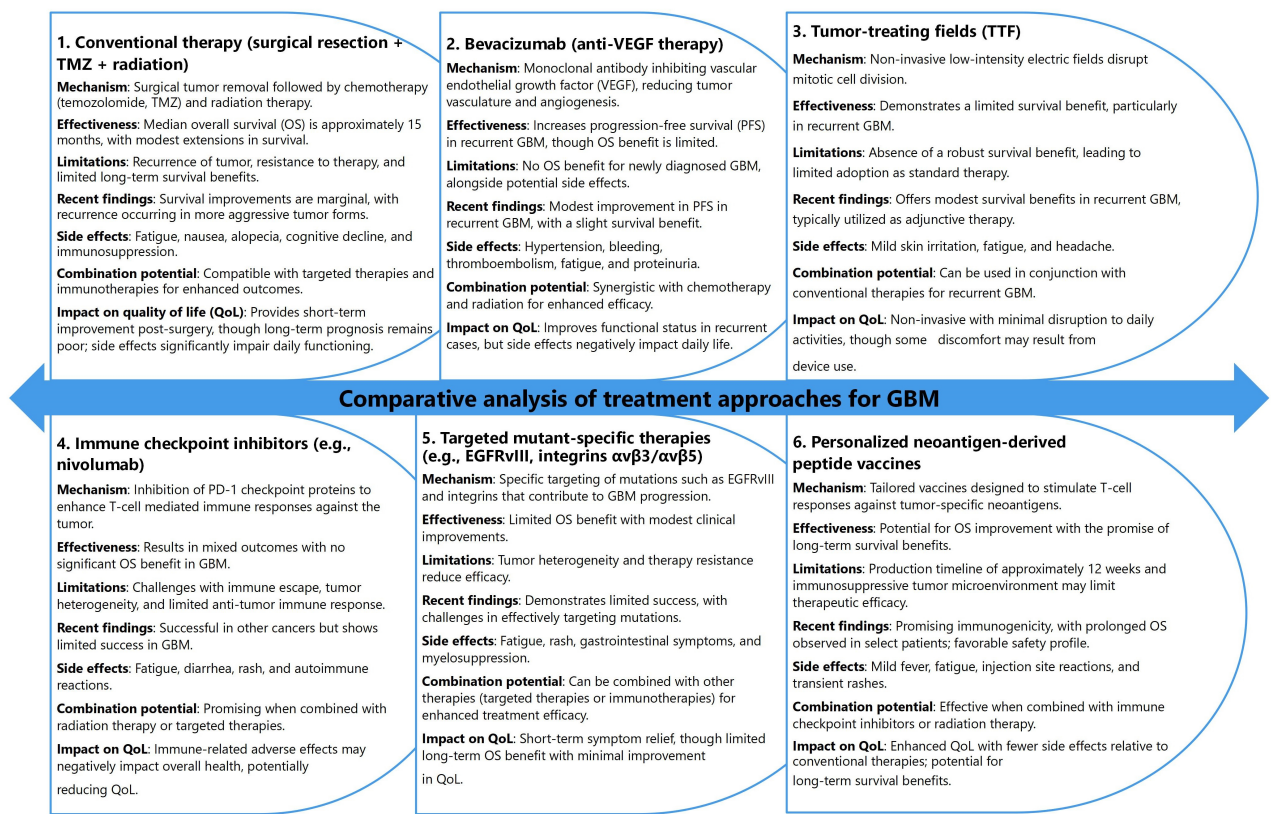 1. Conventional therapy (surgical resection +
TMZ + radiation)
Mechanism: Surgical tumor removal followed by chemotherapy
(temozolomide, TMZ) and radiation therapy.
Effectiveness: Median overall survival (OS) is approximately 15
months, with modest extensions in survival.
Limitations: Recurrence of tumor, resistance to therapy, and
limited long-term survival benefits.
Recent findings: Survival improvements are marginal, with
recurrence occurring in more aggressive tumor forms.
Side effects: Fatigue, nausea, alopecia, cognitive decline, and
immunosuppression.
Combination potential: Compatible with targeted therapies and
immunotherapies for enhanced outcomes.
Impact on quality of life (QoL): Provides short-term
improvement post-surgery, though long-term prognosis remains
poor; side effects significantly impair daily functioning.
2. Bevacizumab (anti-VEGF therapy)
Mechanism: Monoclonal antibody inhibiting vascular
endothelial growth factor (VEGF), reducing tumor
vasculature and angiogenesis.
Effectiveness: Increases progression-free survival (PFS)
in recurrent GBM, though OS benefit is limited.
Limitations: No OS benefit for newly diagnosed GBM,
alongside potential side effects.
Recent findings: Modest improvement in PFS in
recurrent GBM, with a slight survival benefit.
Side effects: Hypertension, bleeding,
thromboembolism, fatigue, and proteinuria.
Combination potential: Synergistic with chemotherapy
and radiation for enhanced efficacy.
Impact on QoL: Improves functional status in recurrent
cases, but side effects negatively impact daily life.
3. Tumor-treating fields (TTF)
Mechanism: Non-invasive low-intensity electric fields disrupt
mitotic cell division.
Effectiveness: Demonstrates a limited survival benefit, particularly
in recurrent GBM.
Limitations: Absence of a robust survival benefit, leading to
limited adoption as standard therapy.
Recent findings: Offers modest survival benefits in recurrent GBM,
typically utilized as adjunctive therapy.
Side effects: Mild skin irritation, fatigue, and headache.
Combination potential: Can be used in conjunction with
conventional therapies for recurrent GBM.
Impact on QoL: Non-invasive with minimal disruption to daily
activities, though some discomfort may result from
device use.
Comparative analysis of treatment approaches for GBM
4. Immune checkpoint inhibitors (e.g.,
nivolumab)
Mechanism: Inhibition of PD-1 checkpoint proteins to
enhance T-cell mediated immune responses against the
tumor.
Effectiveness: Results in mixed outcomes with no
significant OS benefit in GBM.
Limitations: Challenges with immune escape, tumor
heterogeneity, and limited anti-tumor immune response.
Recent findings: Successful in other cancers but shows
limited success in GBM.
Side effects: Fatigue, diarrhea, rash, and autoimmune
reactions.
Combination potential: Promising when combined with
radiation therapy or targeted therapies.
Impact on QoL: Immune-related adverse effects may
negatively impact overall health, potentially
reducing QoL.
5. Targeted mutant-specific therapies
(e.g., EGFRvIII, integrins αvβ3/αvβ5)
Mechanism: Specific targeting of mutations such as EGFRvIII
and integrins that contribute to GBM progression.
Effectiveness: Limited OS benefit with modest clinical
improvements.
Limitations: Tumor heterogeneity and therapy resistance
reduce efficacy.
Recent findings: Demonstrates limited success, with
challenges in effectively targeting mutations.
Side effects: Fatigue, rash, gastrointestinal symptoms, and
myelosuppression.
Combination potential: Can be combined with other
therapies (targeted therapies or immunotherapies) for
enhanced treatment efficacy.
Impact on QoL: Short-term symptom relief, though limited
long-term OS benefit with minimal improvement
in QoL.
6. Personalized neoantigen-derived
peptide vaccines
Mechanism: Tailored vaccines designed to stimulate T-cell
responses against tumor-specific neoantigens.
Effectiveness: Potential for OS improvement with the promise of
long-term survival benefits.
Limitations: Production timeline of approximately 12 weeks and
immunosuppressive tumor microenvironment may limit
therapeutic efficacy.
Recent findings: Promising immunogenicity, with prolonged OS
observed in select patients; favorable safety profile.
Side effects: Mild fever, fatigue, injection site reactions, and
transient rashes.
Combination potential: Effective when combined with immune
checkpoint inhibitors or radiation therapy.
Impact on QoL: Enhanced QoL with fewer side effects relative to
conventional therapies; potential for
long-term survival benefits.